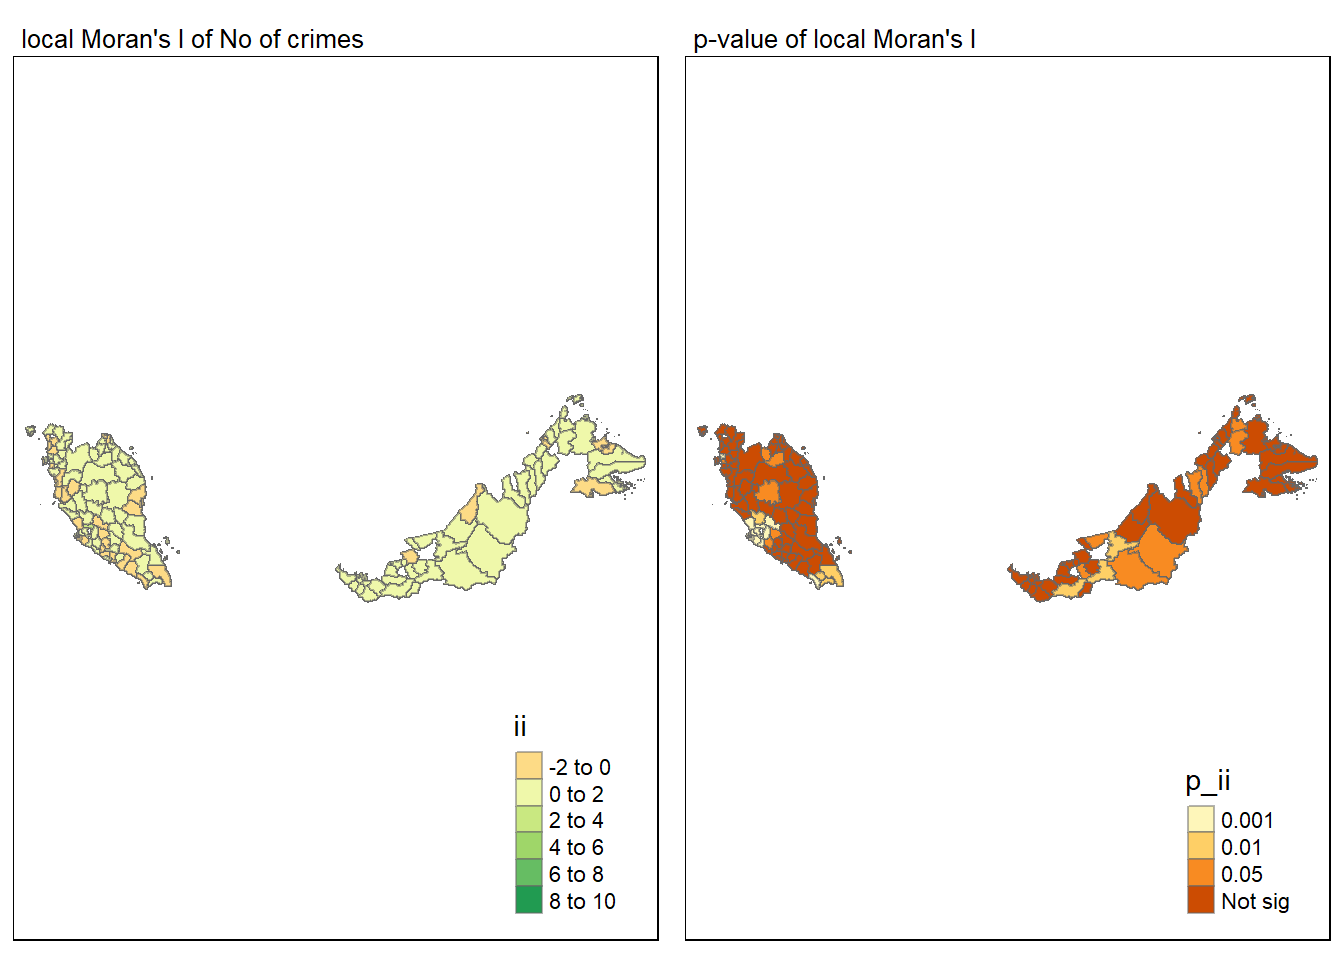 local Moran's I of No of crimes
ii
-2 to 0
0 to 2
2 to 4
4 to 6
6 to 8
8 to 10
p-value of local Moran's I
p_ii
0.001
0.01
0.05
Not sig